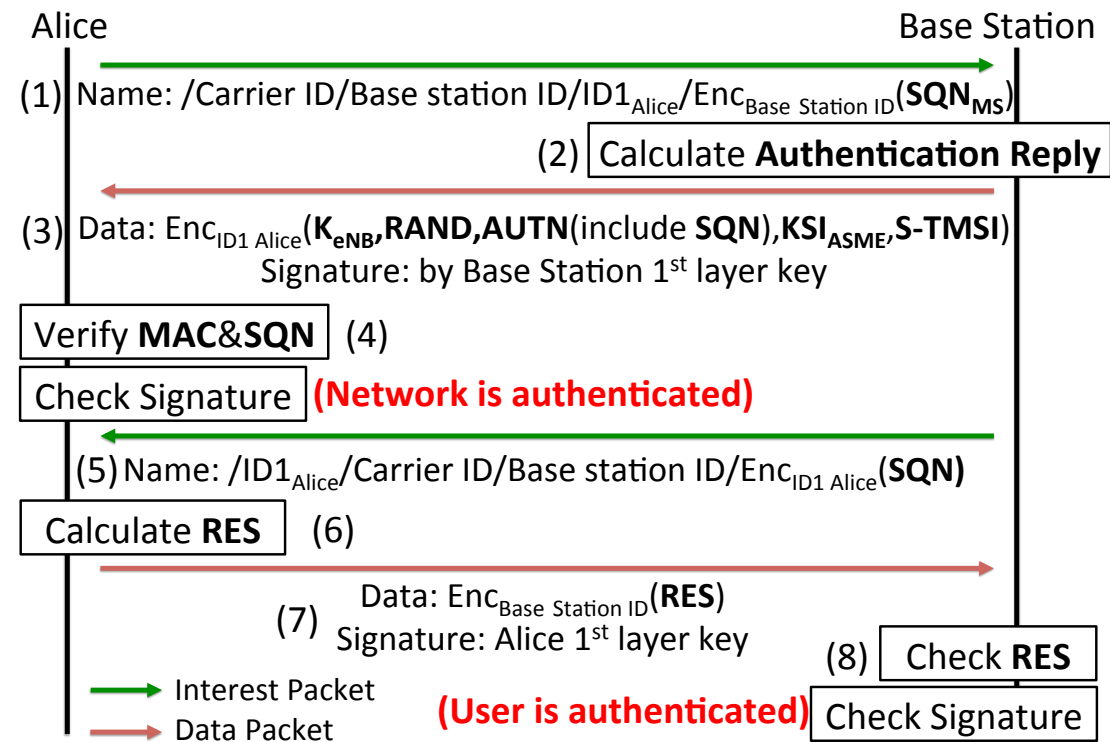 Alice Base Station
(1) Name: /Carrier ID/Base station ID/ID1Alice/EncBase Station ID(SQNMS)
(2) Calculate Authentication Reply
(3) Data: EncID1 Alice(KeNB,RAND,AUTN(include SQN),KSIASME,S-TMSI)
Signature: by Base Station 1st layer key
Verify MAC&SQN (4)
Check Signature (Network is authenticated)
(5) Name: /ID1Alice/Carrier ID/Base station ID/EncID1 Alice(SQN)
Calculate RES (6)
(7) Data: EncBase Station ID(RES)
Signature: Alice 1st layer key
(8) Check RES
Interest Packet
(User is authenticated) Check Signature
Data Packet